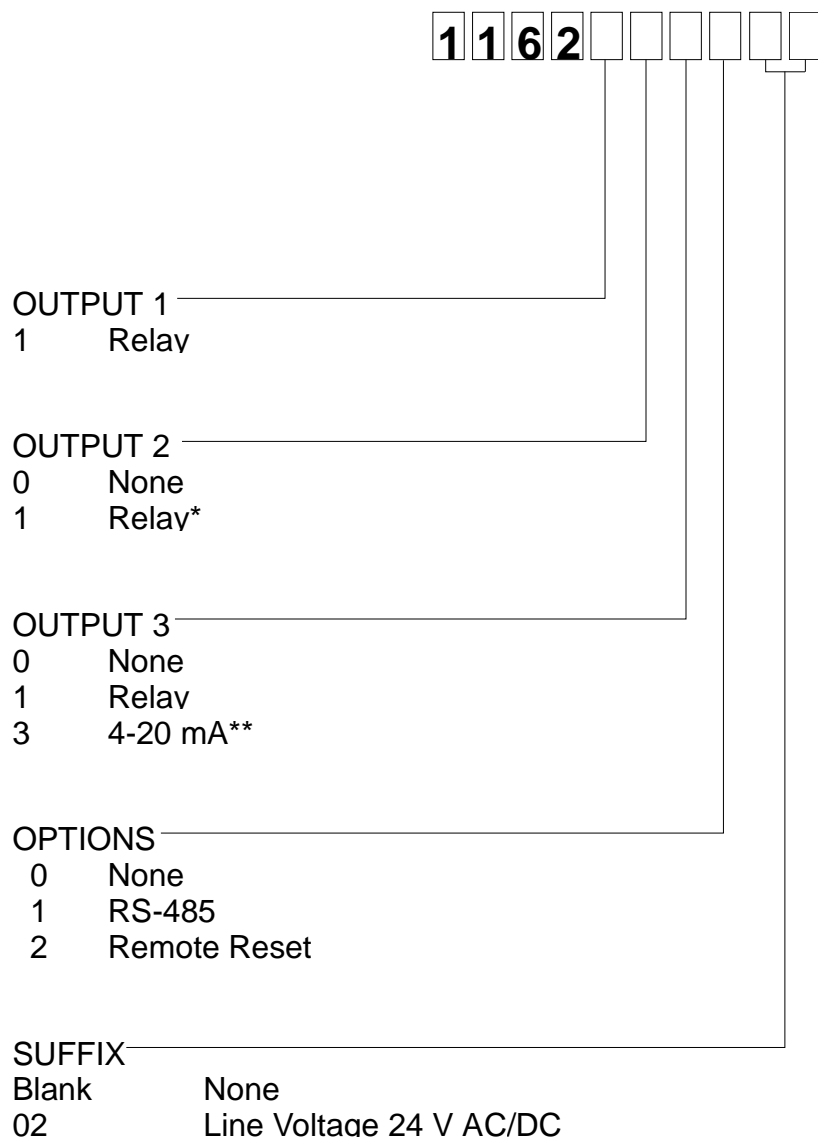 1162
OUTPUT 1
1 Relay
OUTPUT 2
0 None
1 Relay*
OUTPUT 3
0 None
1 Relay
3 4-20 mA**
OPTIONS
0 None
1 RS-485
2 Remote Reset
SUFFIX
Blank None
02 Line Voltage 24 V AC/DC